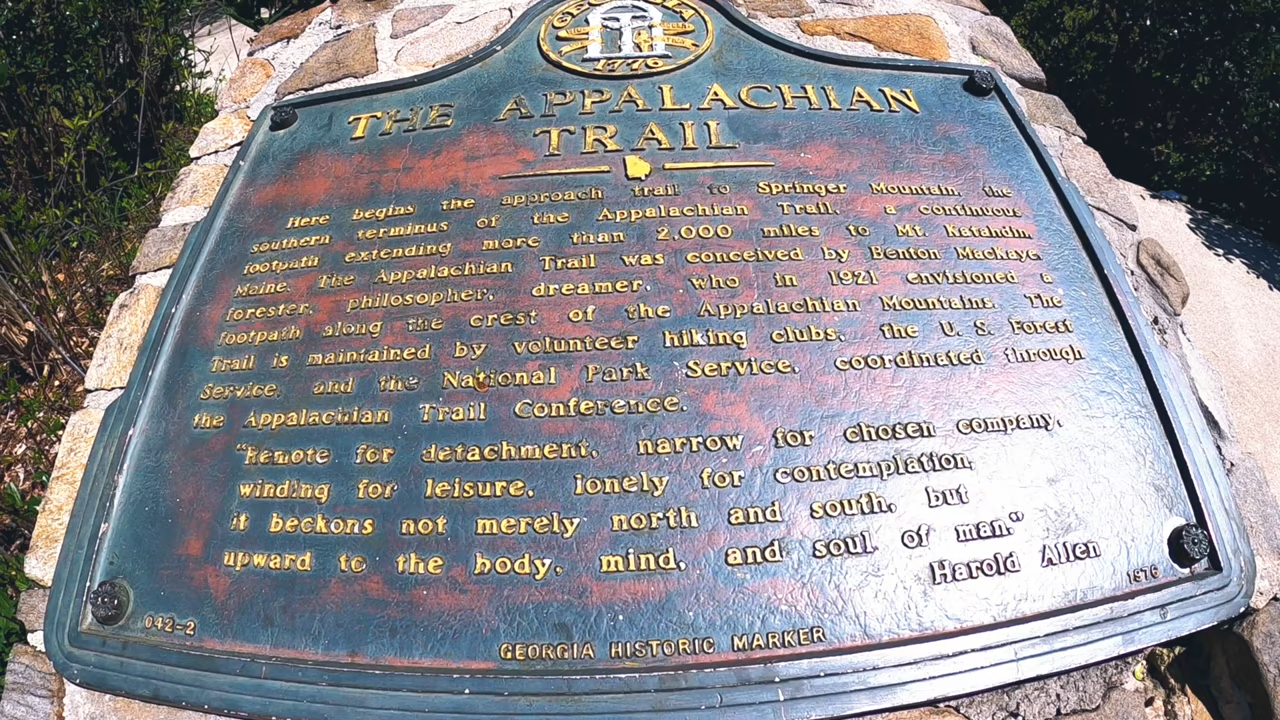 GEORGIA
1776
THE APPALACHIAN
TRAIL
Here begins the approach trail to Springer Mountain, the
southern terminus of the Appalachian Trail, a continuous
footpath extending more than 2,000 miles to Mt. Katahdin,
Maine. The Appalachian Trail was conceived by Benton MacKaye,
forester, philosopher, dreamer, who in 1921 envisioned a
footpath along the crest of the Appalachian Mountains. The
Trail is maintained by volunteer hiking clubs, the U. S. Forest
Service, and the National Park Service, coordinated through
the Appalachian Trail Conference.
"Remote for detachment, narrow for chosen company,
winding for leisure, lonely for contemplation,
it beckons not merely north and south, but
upward to the body, mind, and soul of man."
Harold Allen
042-2
GEORGIA HISTORIC MARKER
1976